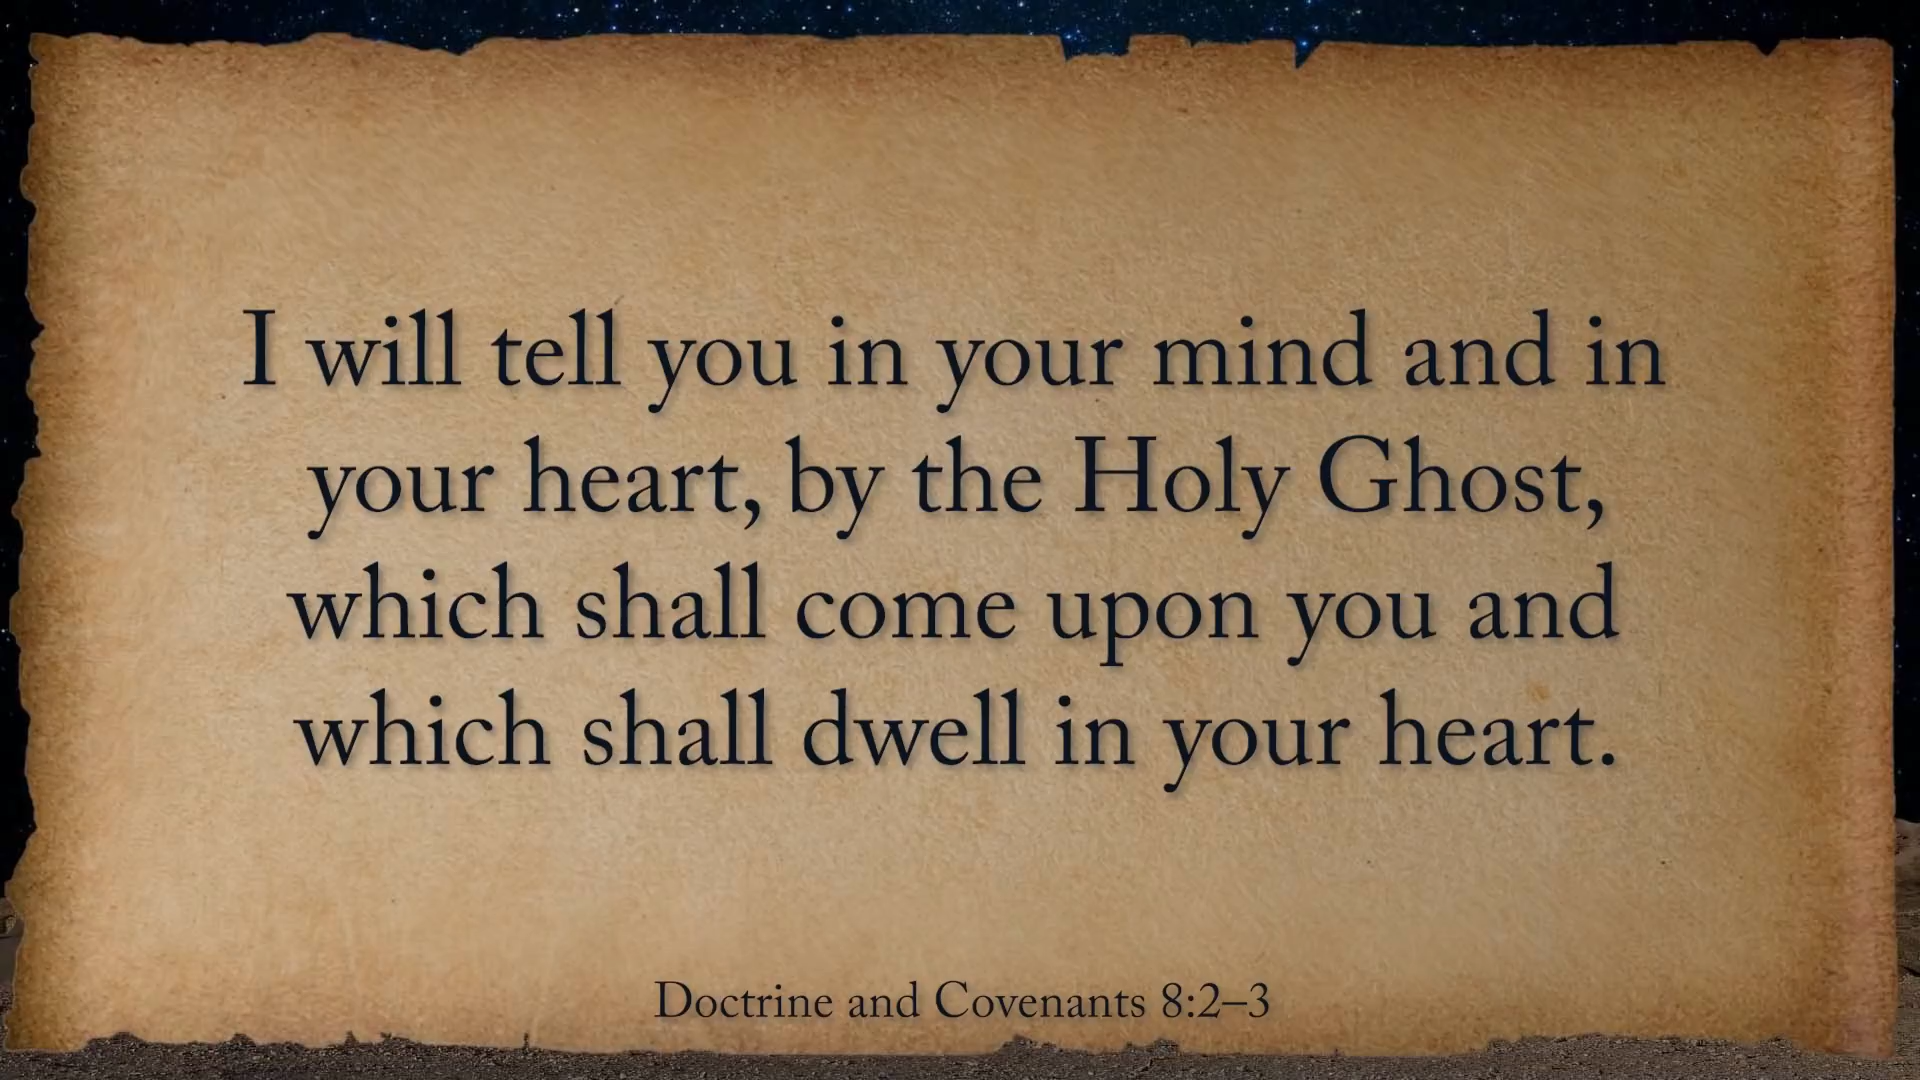 I will tell you in your mind and in
your heart, by the Holy Ghost,
which shall come upon you and
which shall dwell in your heart.
Doctrine and Covenants 8:2–3